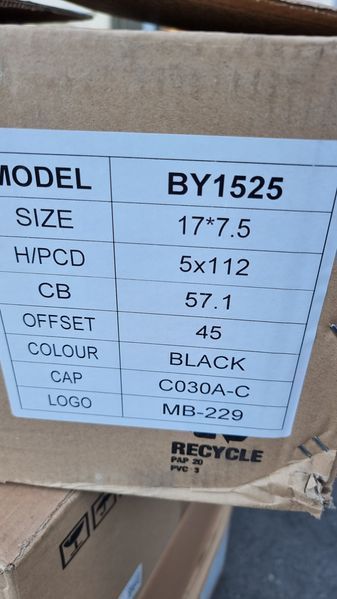 MODEL BY1525
SIZE 17*7.5
H/PCD 5x112
CB 57.1
OFFSET 45
COLOUR BLACK
CAP C030A-C
LOGO MB-229
RECYCLE
PAP 20
PVC 3